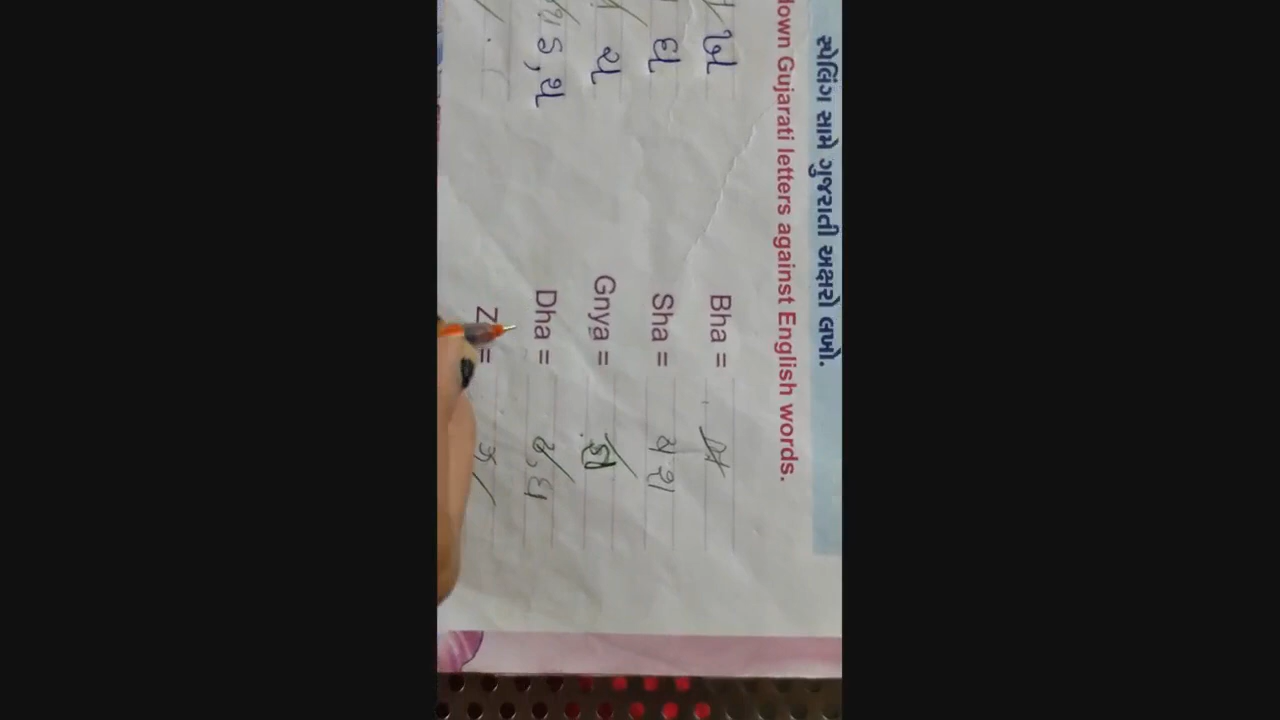 સ્પેલિંગ સામે ગુજરાતી અક્ષરો લખો.
down Gujarati letters against English words.
ખ Bha = ભ
ઘ Sha = ષ શ
ચ Gnya = જ્ઞ
ડ, થ Dha = ઢ, ધ
= ઝ